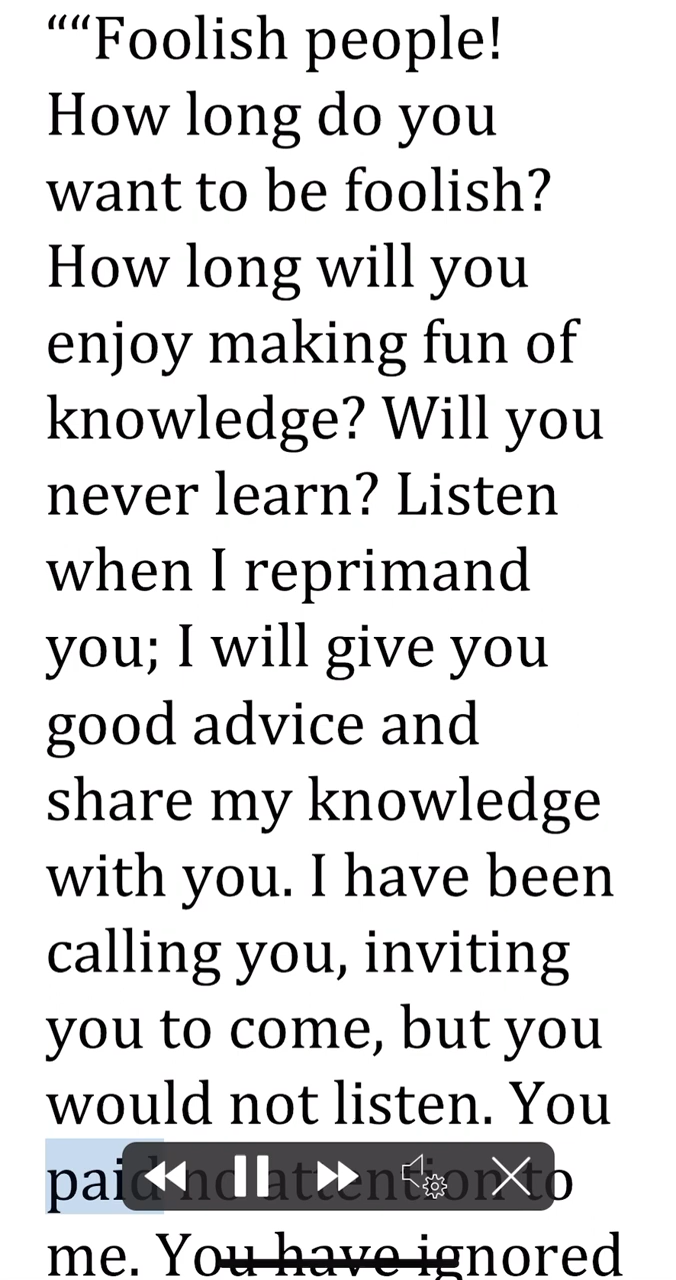 ““Foolish people!
How long do you
want to be foolish?
How long will you
enjoy making fun of
knowledge? Will you
never learn? Listen
when I reprimand
you; I will give you
good advice and
share my knowledge
with you. I have been
calling you, inviting
you to come, but you
would not listen. You
paid no attention to
me. You have ignored